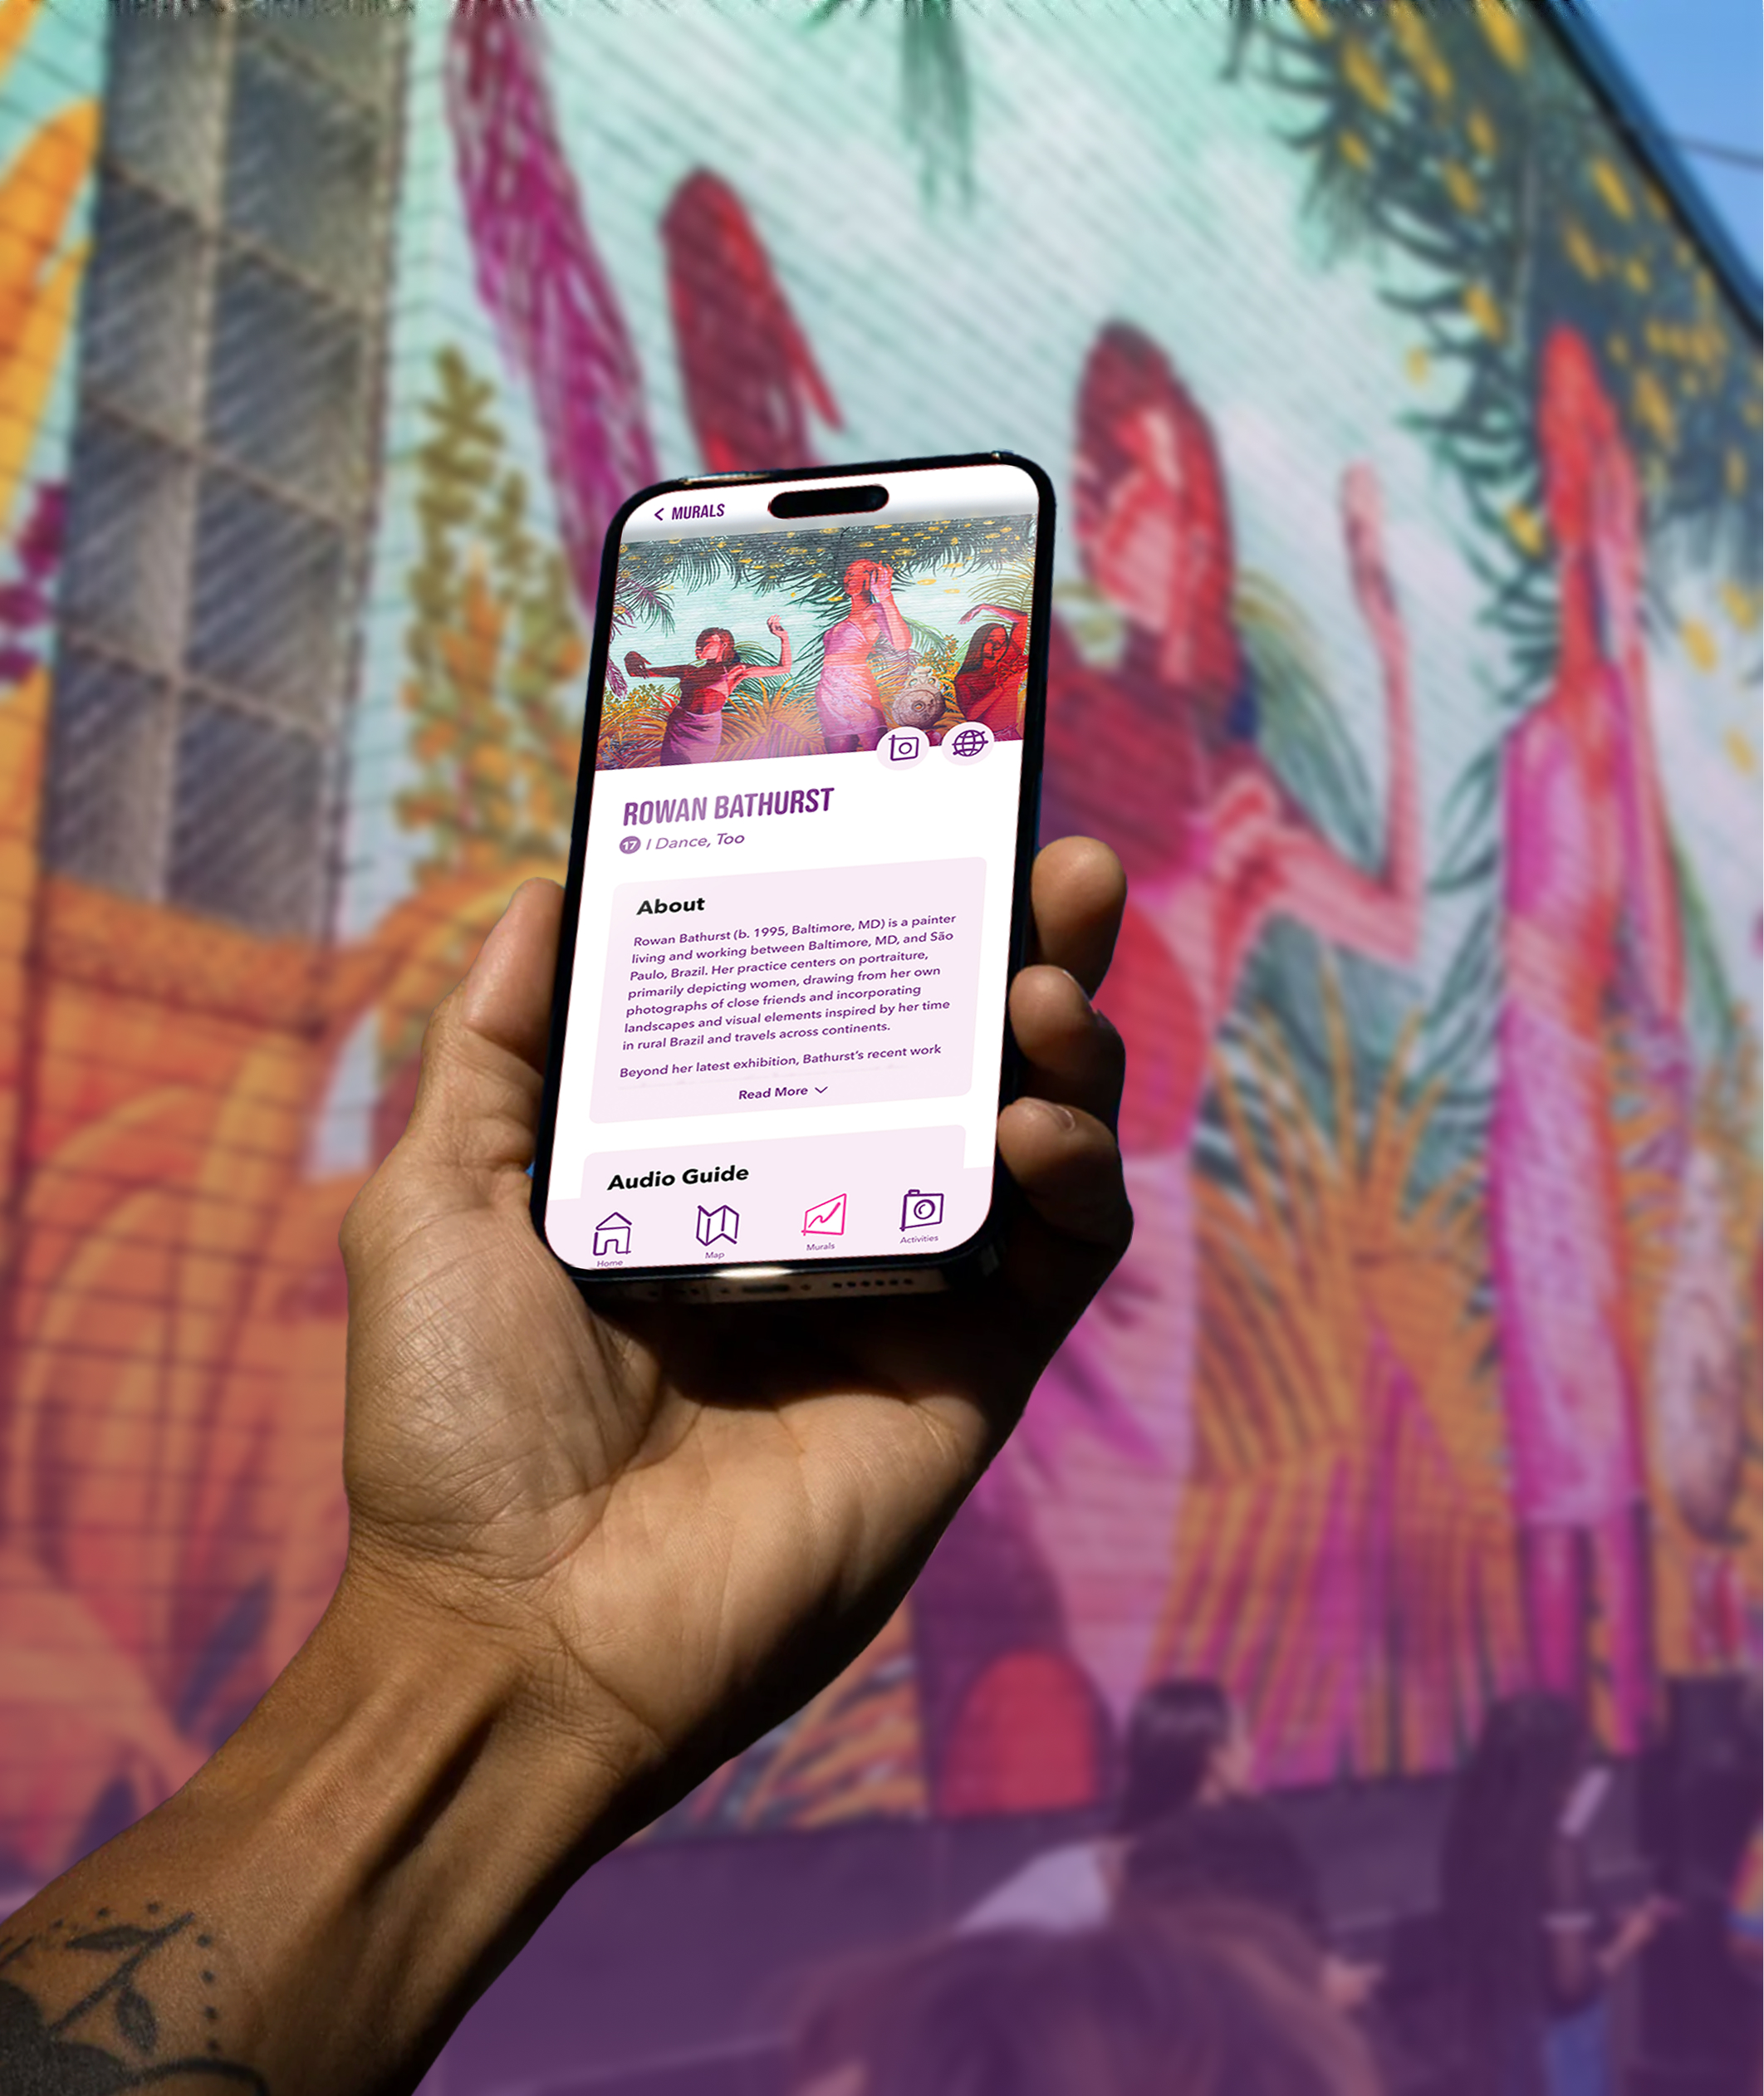 < MURALS
ROWAN BATHURST
17 I Dance, Too
About
Rowan Bathurst (b. 1995, Baltimore, MD) is a painter
living and working between Baltimore, MD, and São
Paulo, Brazil. Her practice centers on portraiture,
primarily depicting women, drawing from her own
photographs of close friends and incorporating
landscapes and visual elements inspired by her time
in rural Brazil and travels across continents.
Beyond her latest exhibition, Bathurst's recent work
Read More
Audio Guide
Home
Map
Murals
Activities